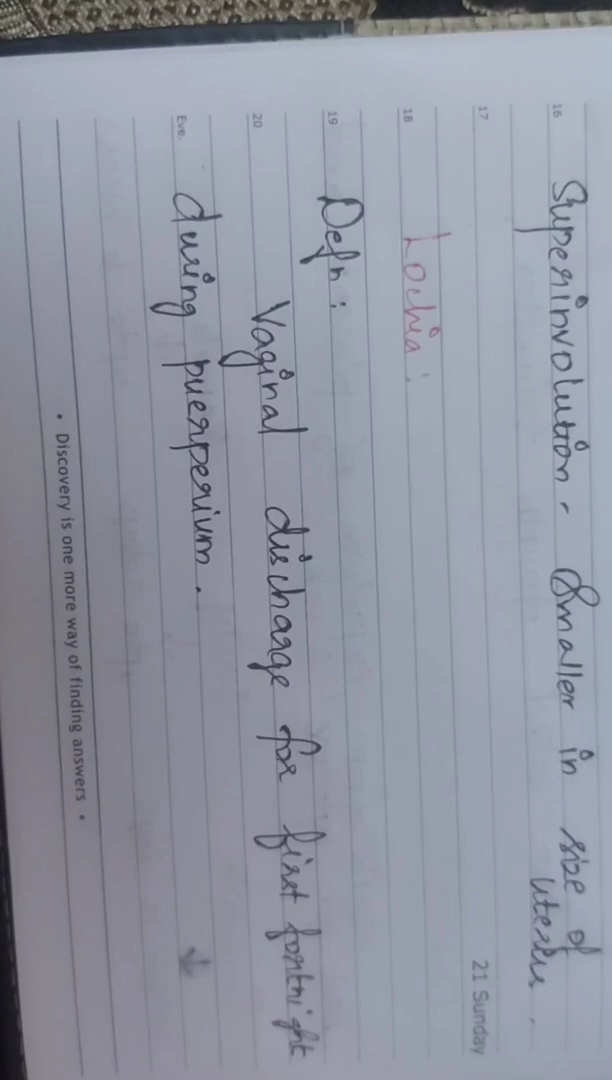 16 Superinvolution - Smaller in size of
uterus.
17 21 Sunday
18 Lochia :
19 Defn :
20 Vaginal discharge for first fortnight
Eve. during puerperium.
• Discovery is one more way of finding answers •